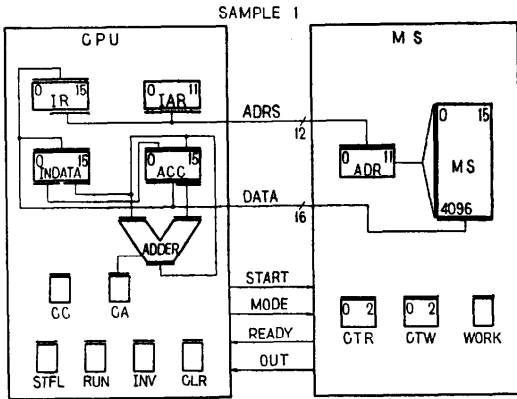 SAMPLE 1
CPU
MS
0 15
IR
0 11
IAR
ADRS
12
0 15
MS
4096
0 11
ADR
0 15
INDATA
0 15
ACC
DATA
16
ADDER
START
MODE
READY
OUT
CC
CA
0 2
CTR
0 2
CTW
WORK
STFL
RUN
INV
CLR